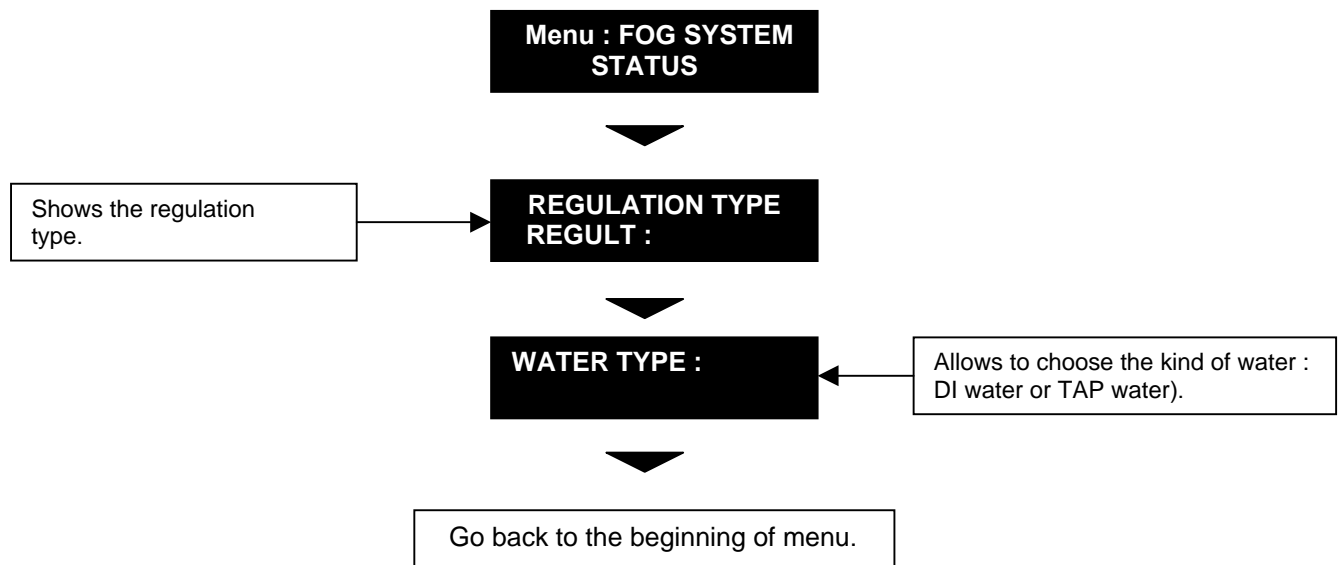 Menu : FOG SYSTEM
STATUS
Shows the regulation
type.
REGULATION TYPE
REGULT :
WATER TYPE :
Allows to choose the kind of water :
DI water or TAP water).
Go back to the beginning of menu.